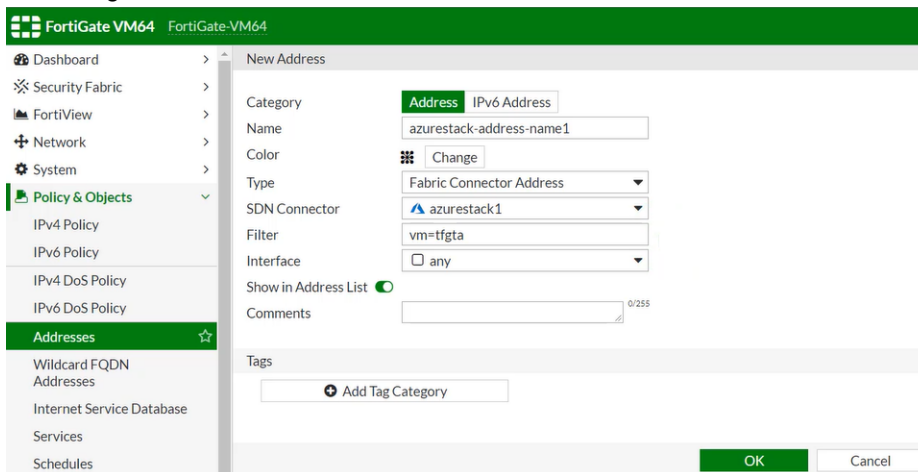 FortiGate VM64 FortiGate-VM64
Dashboard
Security Fabric
FortiView
Network
System
Policy & Objects
IPv4 Policy
IPv6 Policy
IPv4 DoS Policy
IPv6 DoS Policy
Addresses
Wildcard FQDN
Addresses
Internet Service Database
Services
Schedules
New Address
Category Address IPv6 Address
Name azurestack-address-name1
Color Change
Type Fabric Connector Address
SDN Connector azurestack1
Filter vm=tfgta
Interface any
Show in Address List
Comments 0/255
Tags
Add Tag Category
OK Cancel